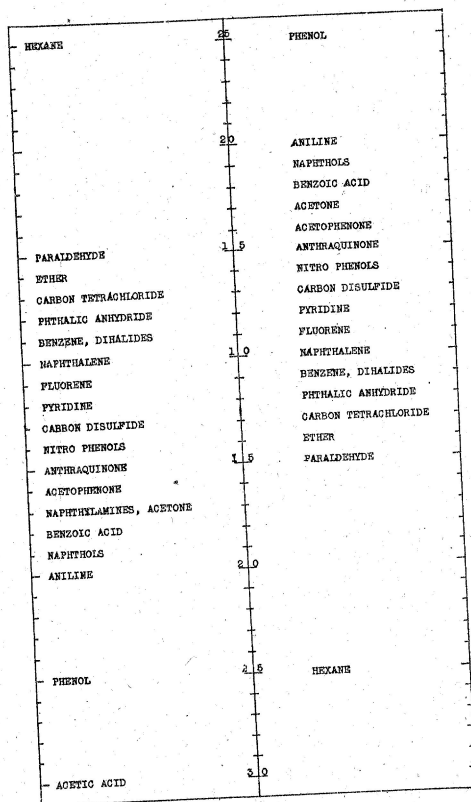 HEXANE 25 PHENOL
20 ANILINE
NAPHTHOLS
BENZOIC ACID
ACETONE
ACETOPHENONE
PARALDEHYDE 15 ANTHRAQUINONE
ETHER NITRO PHENOLS
CARBON TETRACHLORIDE CARBON DISULFIDE
PHTHALIC ANHYDRIDE PYRIDINE
BENZENE, DIHALIDES FLUORENE
NAPHTHALENE 10 NAPHTHALENE
FLUORENE BENZENE, DIHALIDES
PYRIDINE PHTHALIC ANHYDRIDE
CARBON DISULFIDE CARBON TETRACHLORIDE
NITRO PHENOLS ETHER
ANTHRAQUINONE 15 PARALDEHYDE
ACETOPHENONE
NAPHTHYLAMINES, ACETONE
BENZOIC ACID
NAPHTHOLS
ANILINE 20
PHENOL 25 HEXANE
ACETIC ACID 30